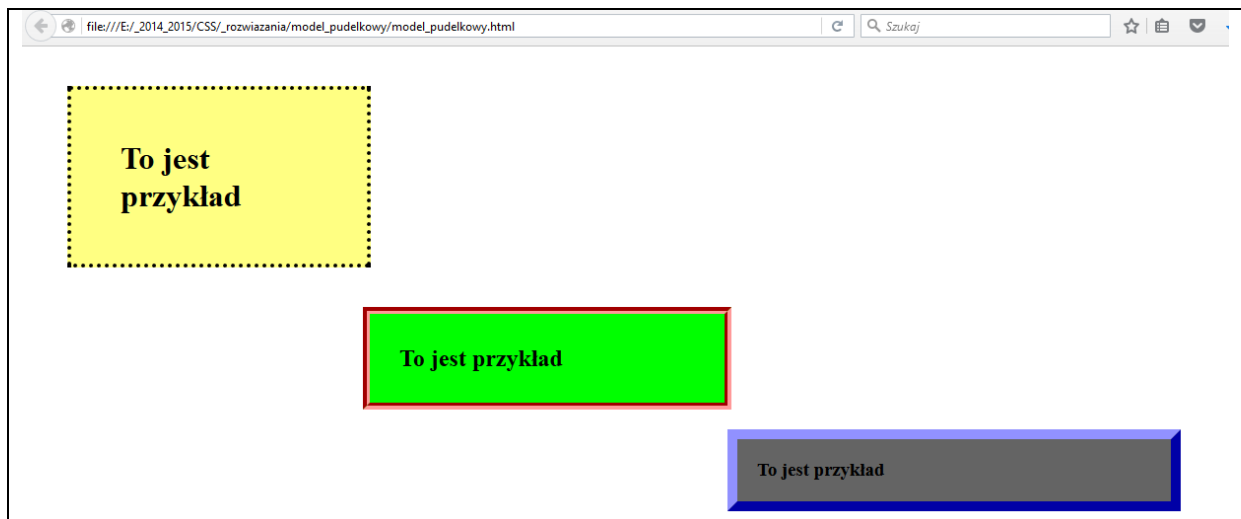 file:///E:/_2014_2015/CSS/_rozwiazania/model_pudelkowy/model_pudelkowy.html
Szukaj
To jest
przykład
To jest przykład
To jest przykład